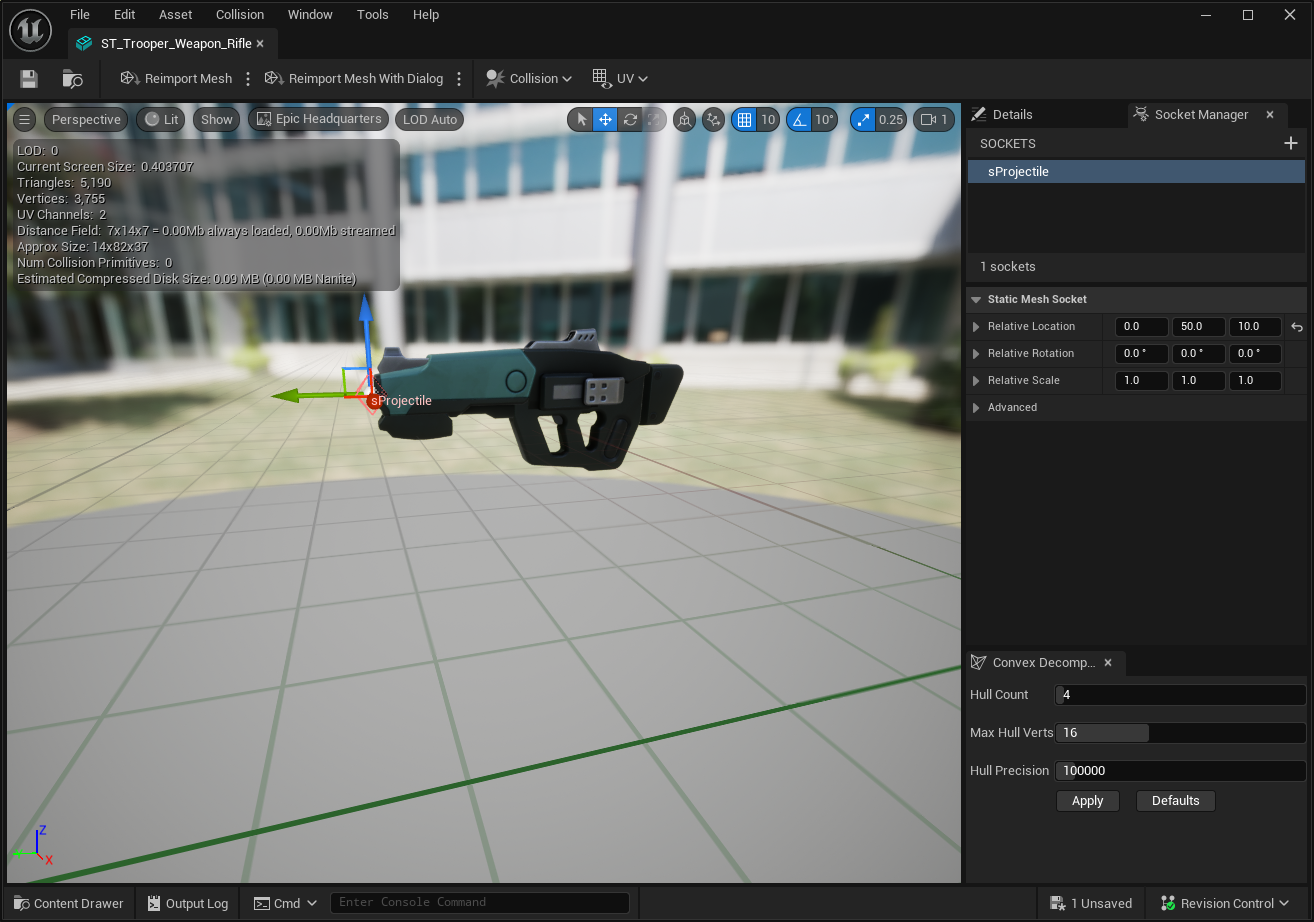 File Edit Asset Collision Window Tools Help
ST_Trooper_Weapon_Rifle
Reimport Mesh Reimport Mesh With Dialog Collision UV
Perspective Lit Show Epic Headquarters LOD Auto 10 10° 0.25 1
LOD: 0
Current Screen Size: 0.403707
Triangles: 5,190
Vertices: 3,755
UV Channels: 2
Distance Field: 7x14x7 = 0.00Mb always loaded, 0.00Mb streamed
Approx Size: 14x82x37
Num Collision Primitives: 0
Estimated Compressed Disk Size: 0.09 MB (0.00 MB Nanite)
sProjectile
Z
X
Details Socket Manager
SOCKETS
sProjectile
1 sockets
Static Mesh Socket
Relative Location 0.0 50.0 10.0
Relative Rotation 0.0 ° 0.0 ° 0.0 °
Relative Scale 1.0 1.0 1.0
Advanced
Convex Decomp...
Hull Count 4
Max Hull Verts 16
Hull Precision 100000
Apply Defaults
Content Drawer Output Log Cmd Enter Console Command 1 Unsaved Revision Control